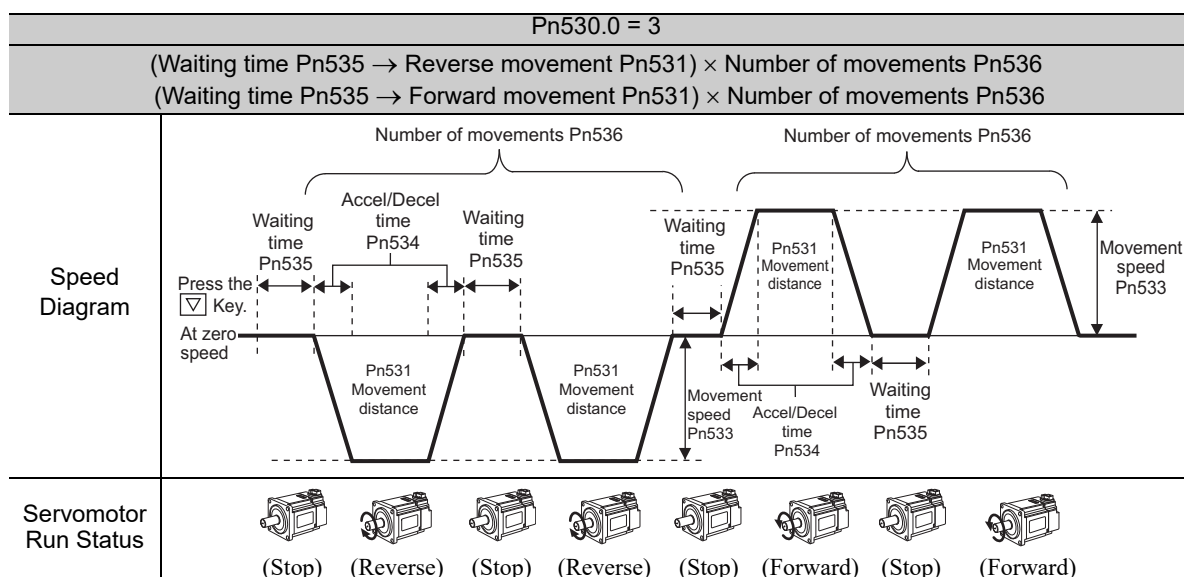 Pn530.0 = 3
(Waiting time Pn535 → Reverse movement Pn531) × Number of movements Pn536
(Waiting time Pn535 → Forward movement Pn531) × Number of movements Pn536
Speed
Diagram
Number of movements Pn536
Number of movements Pn536
Waiting
time
Pn535
Accel/Decel
time
Pn534
Waiting
time
Pn535
Waiting
time
Pn535
Pn531
Movement
distance
Pn531
Movement
distance
Movement
speed
Pn533
Press the
▽ Key.
At zero
speed
Pn531
Movement
distance
Pn531
Movement
distance
Movement
speed
Pn533
Accel/Decel
time
Pn534
Waiting
time
Pn535
Servomotor
Run Status
(Stop) (Reverse) (Stop) (Reverse) (Stop) (Forward) (Stop) (Forward)